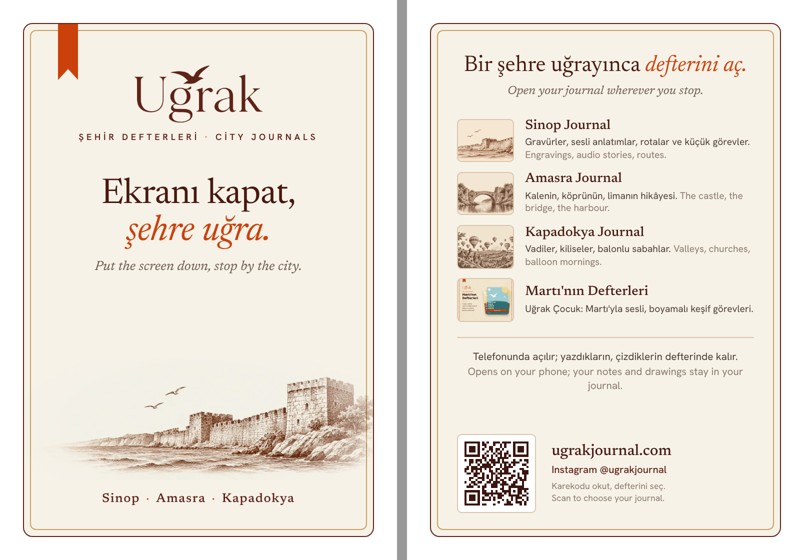 Uğrak
ŞEHİR DEFTERLERİ · CİTY JOURNALS
Ekranı kapat,
şehre uğra.
Put the screen down, stop by the city.
Sinop · Amasra · Kapadokya
Bir şehre uğrayınca defterini aç.
Open your journal wherever you stop.
Sinop Journal
Gravürler, sesli anlatımlar, rotalar ve küçük görevler.
Engravings, audio stories, routes.
Amasra Journal
Kalenin, köprünün, limanın hikâyesi. The castle, the
bridge, the harbour.
Kapadokya Journal
Vadiler, kiliseler, balonlu sabahlar. Valleys, churches,
balloon mornings.
Martı'nın Defterleri
Uğrak Çocuk: Martı'yla sesli, boyamalı keşif görevleri.
Telefonunda açılır; yazdıkların, çizdiklerin defterinde kalır.
Opens on your phone; your notes and drawings stay in your
journal.
ugrakjournal.com
Instagram @ugrakjournal
Karekodu okut, defterini seç.
Scan to choose your journal.